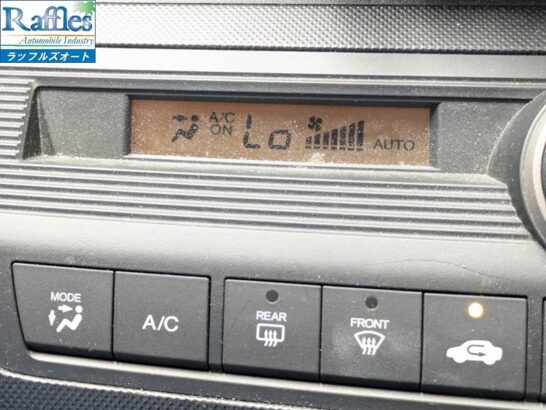 Raffles
Automobile Industry
ラッフルズオート
A/C
ON
Lo
AUTO
MODE
A/C
REAR
FRONT